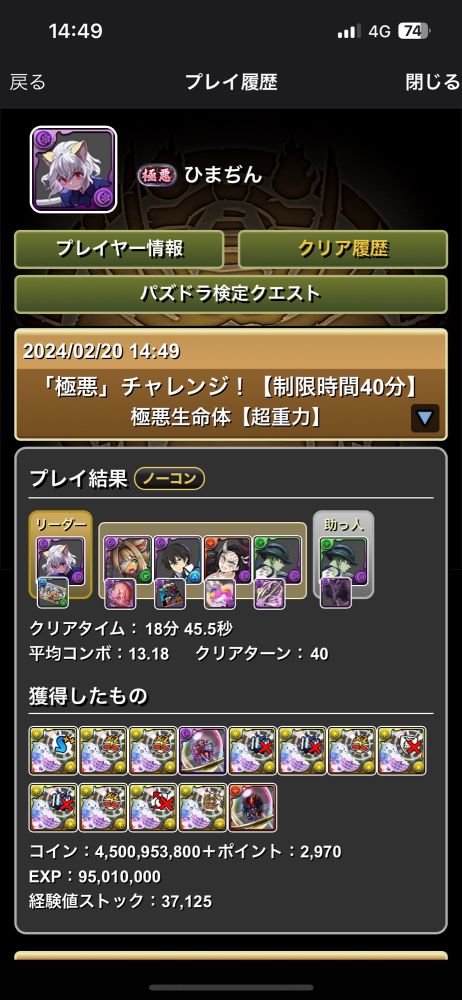 14:49 4G 74
戻る プレイ履歴 閉じる
極悪 ひまぢん
プレイヤー情報 クリア履歴
パズドラ検定クエスト
2024/02/20 14:49
「極悪」チャレンジ！【制限時間40分】
極悪生命体【超重力】
プレイ結果 ノーコン
リーダー 助っ人
クリアタイム：18分 45.5秒
平均コンボ：13.18 クリアターン：40
獲得したもの
コイン：4,500,953,800＋ポイント：2,970
EXP：95,010,000
経験値ストック：37,125